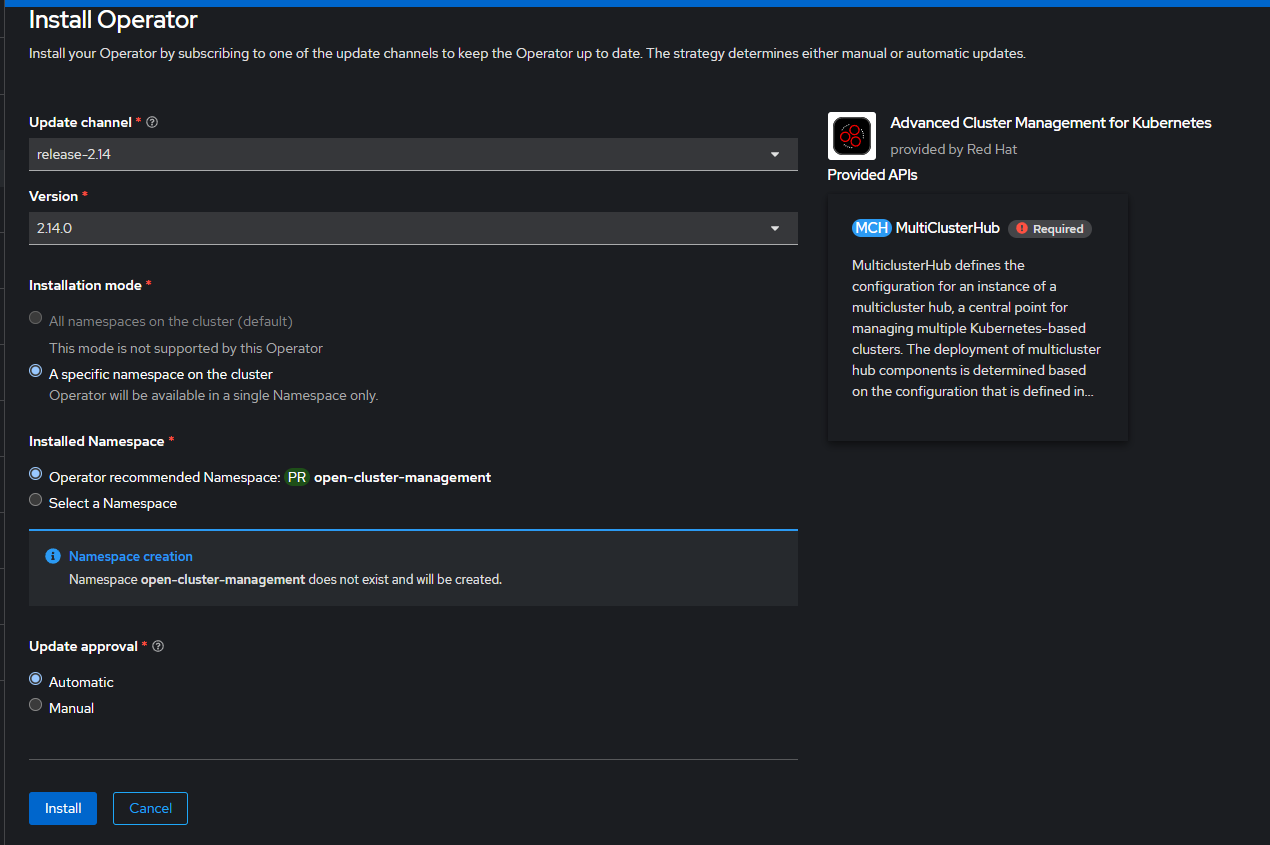 Install Operator
Install your Operator by subscribing to one of the update channels to keep the Operator up to date. The strategy determines either manual or automatic updates.
Update channel *
release-2.14
Version *
2.14.0
Installation mode *
All namespaces on the cluster (default)
This mode is not supported by this Operator
A specific namespace on the cluster
Operator will be available in a single Namespace only.
Installed Namespace *
Operator recommended Namespace: PR open-cluster-management
Select a Namespace
Namespace creation
Namespace open-cluster-management does not exist and will be created.
Update approval *
Automatic
Manual
Install Cancel
Advanced Cluster Management for Kubernetes
provided by Red Hat
Provided APIs
MCH MultiClusterHub Required
MulticlusterHub defines the
configuration for an instance of a
multicluster hub, a central point for
managing multiple Kubernetes-based
clusters. The deployment of multicluster
hub components is determined based
on the configuration that is defined in...